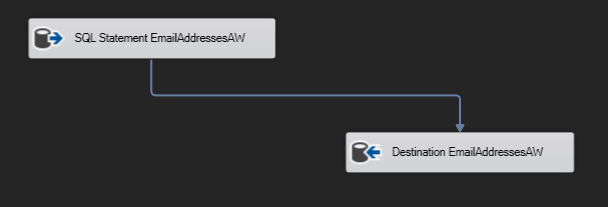 SQL Statement EmailAddressesAW
Destination EmailAddressesAW